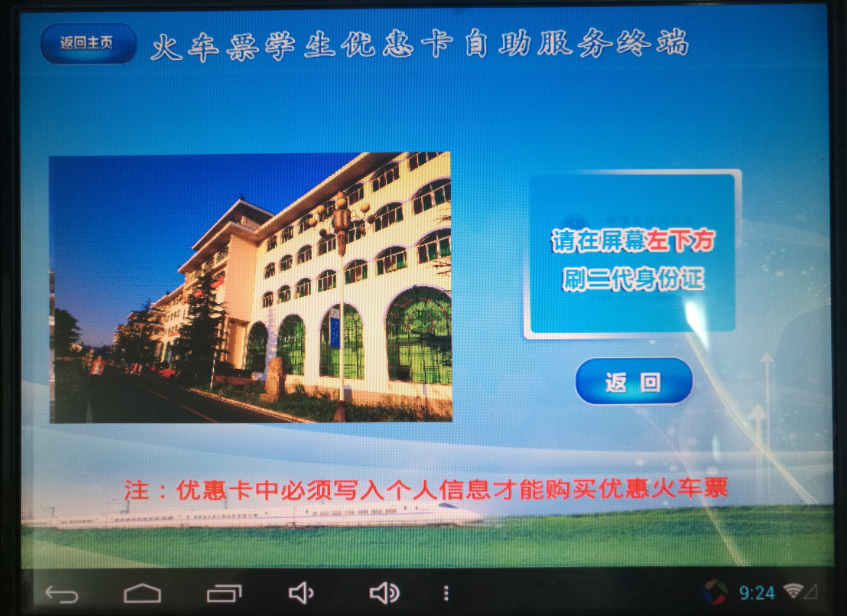 返回主页
火车票学生优惠卡自助服务终端
请在屏幕左下方
刷二代身份证
返 回
注：优惠卡中必须写入个人信息才能购买优惠火车票
9:24